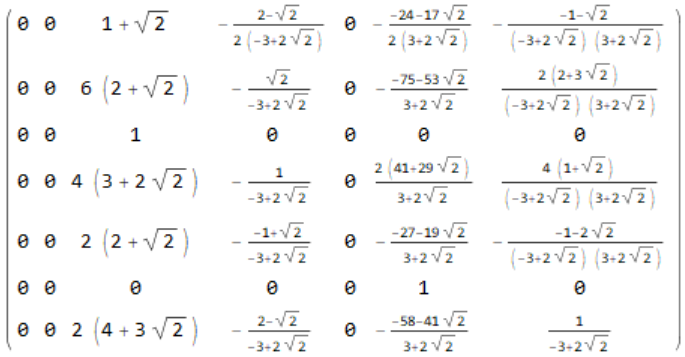 0 0 1 + √2 - (2-√2)/(2 (-3+2 √2)) 0 - (-24-17 √2)/(2 (3+2 √2)) - (-1-√2)/((-3+2 √2) (3+2 √2))
0 0 6 (2 + √2) - √2/(-3+2 √2) 0 - (-75-53 √2)/(3+2 √2) (2 (2+3 √2))/((-3+2 √2) (3+2 √2))
0 0 1 0 0 0 0
0 0 4 (3 + 2 √2) - 1/(-3+2 √2) 0 (2 (41+29 √2))/(3+2 √2) (4 (1+√2))/((-3+2 √2) (3+2 √2))
0 0 2 (2 + √2) - (-1+√2)/(-3+2 √2) 0 - (-27-19 √2)/(3+2 √2) - (-1-2 √2)/((-3+2 √2) (3+2 √2))
0 0 0 0 0 1 0
0 0 2 (4 + 3 √2) - (2-√2)/(-3+2 √2) 0 - (-58-41 √2)/(3+2 √2) 1/(-3+2 √2)